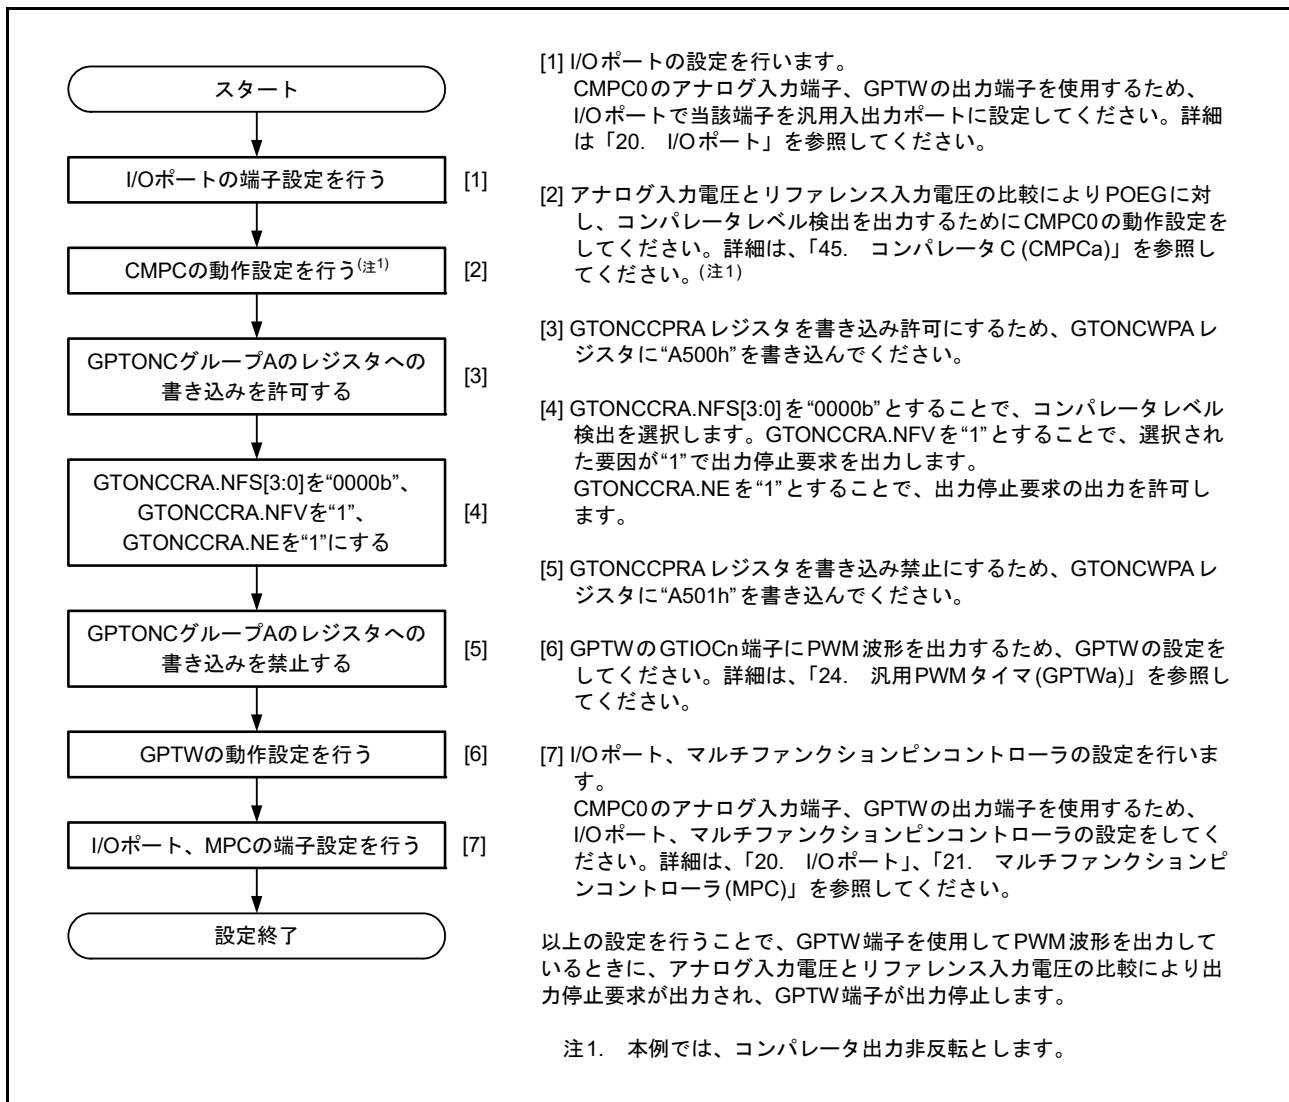 スタート
I/Oポートの端子設定を行う [1]
CMPCの動作設定を行う(注1) [2]
GPTONCグループAのレジスタへの
書き込みを許可する
[3]
GTONCCRA.NFS[3:0]を“0000b”、
GTONCCRA.NFVを“1”、
GTONCCRA.NEを“1”にする
[4]
GPTONCグループAのレジスタへの
書き込みを禁止する
[5]
GPTWの動作設定を行う [6]
I/Oポート、MPCの端子設定を行う [7]
設定終了
[1] I/Oポートの設定を行います。
CMPC0のアナログ入力端子、GPTWの出力端子を使用するため、
I/Oポートで当該端子を汎用入出力ポートに設定してください。詳細
は「20. I/Oポート」を参照してください。
[2] アナログ入力電圧とリファレンス入力電圧の比較によりPOEGに対
し、コンパレータレベル検出を出力するためにCMPC0の動作設定を
してください。詳細は、「45. コンパレータC (CMPCa)」を参照し
てください。(注1)
[3] GTONCCPRAレジスタを書き込み許可にするため、GTONCWPAレ
ジスタに“A500h”を書き込んでください。
[4] GTONCCRA.NFS[3:0]を“0000b”とすることで、コンパレータレベル
検出を選択します。GTONCCRA.NFVを“1”とすることで、選択され
た要因が“1”で出力停止要求を出力します。
GTONCCRA.NEを“1”とすることで、出力停止要求の出力を許可し
ます。
[5] GTONCCPRAレジスタを書き込み禁止にするため、GTONCWPAレ
ジスタに“A501h”を書き込んでください。
[6] GPTWのGTIOCn端子にPWM波形を出力するため、GPTWの設定を
してください。詳細は、「24. 汎用PWMタイマ(GPTWa)」を参照し
てください。
[7] I/Oポート、マルチファンクションピンコントローラの設定を行いま
す。
CMPC0のアナログ入力端子、GPTWの出力端子を使用するため、
I/Oポート、マルチファンクションピンコントローラの設定をしてく
ださい。詳細は、「20. I/Oポート」、「21. マルチファンクションピ
ンコントローラ(MPC)」を参照してください。
以上の設定を行うことで、GPTW端子を使用してPWM波形を出力して
いるときに、アナログ入力電圧とリファレンス入力電圧の比較により出
力停止要求が出力され、GPTW端子が出力停止します。
注1. 本例では、コンパレータ出力非反転とします。